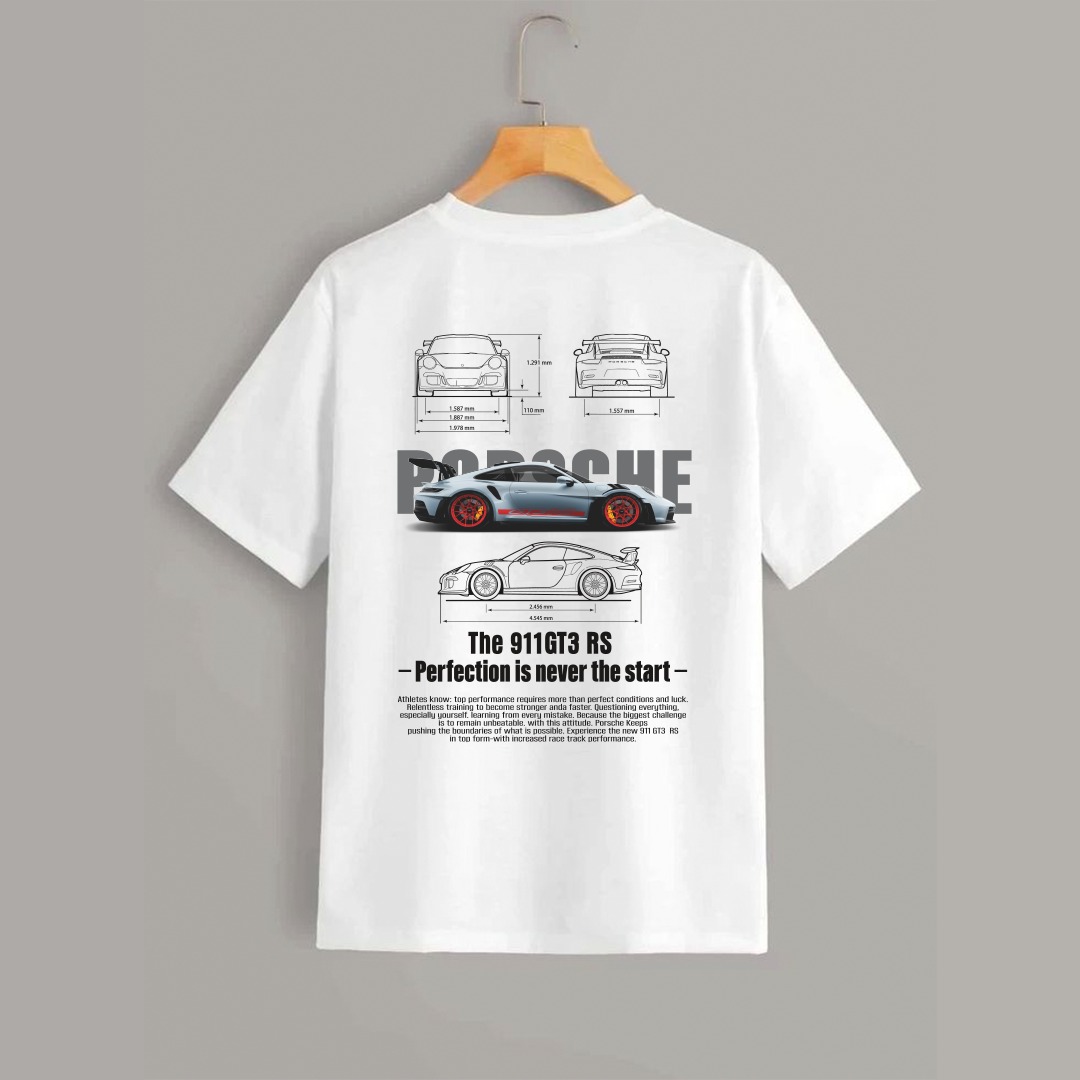 1.291 mm
110 mm
1.587 mm
1.887 mm
1.978 mm
PORSCHE
1.557 mm
PORSCHE
2.456 mm
4.545 mm
The 911GT3 RS
– Perfection is never the start –
Athletes know: top performance requires more than perfect conditions and luck.
Relentless training to become stronger anda faster. Questioning everything,
especially yourself. learning from every mistake. Because the biggest challenge
is to remain unbeatable. with this attitude. Porsche Keeps
pushing the boundaries of what is possible. Experience the new 911 GT3 RS
in top form-with increased race track performance.